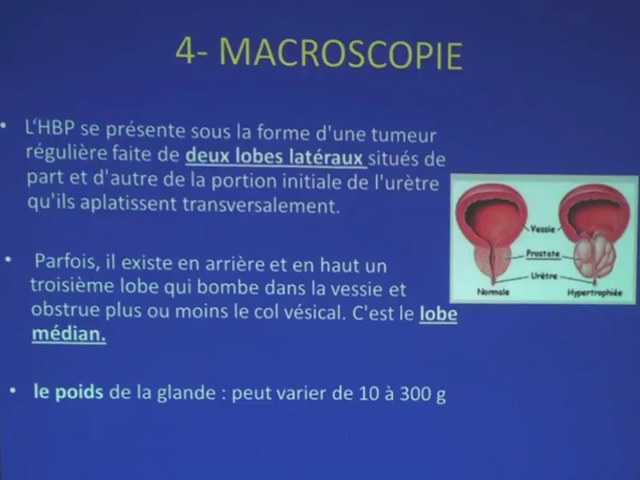 4- MACROSCOPIE
• L'HBP se présente sous la forme d'une tumeur
régulière faite de deux lobes latéraux situés de
part et d'autre de la portion initiale de l'urètre
qu'ils aplatissent transversalement.
• Parfois, il existe en arrière et en haut un
troisième lobe qui bombe dans la vessie et
obstrue plus ou moins le col vésical. C'est le lobe
médian.
• le poids de la glande : peut varier de 10 à 300 g
Vessie
Prostate
Urètre
Normale
Hypertrophiée